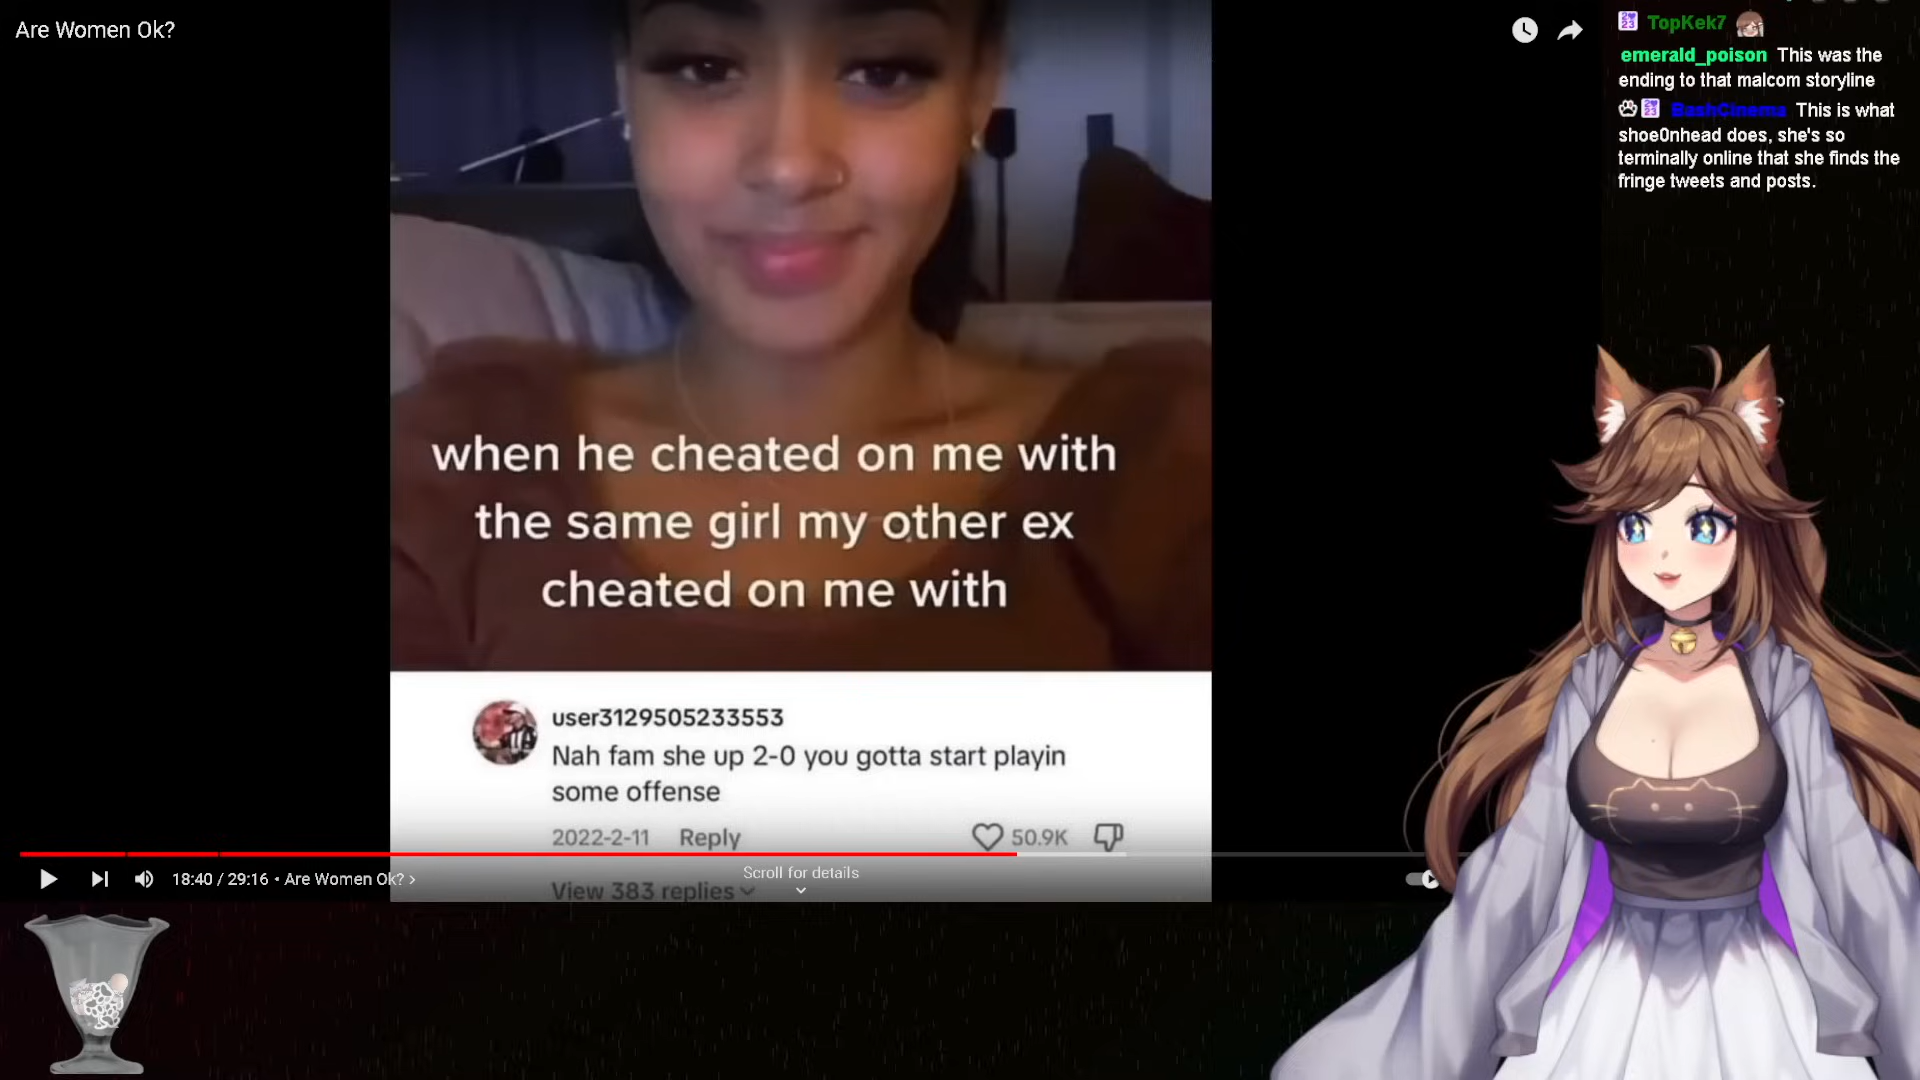 Are Women Ok?
when he cheated on me with
the same girl my other ex
cheated on me with
user3129505233553
Nah fam she up 2-0 you gotta start playin
some offense
2022-2-11 Reply 50.9K
View 383 replies
Scroll for details
18:40 / 29:16 • Are Women Ok? ›
TopKek7
emerald_poison This was the
ending to that malcom storyline
BashCinema This is what
shoe0nhead does, she's so
terminally online that she finds the
fringe tweets and posts.